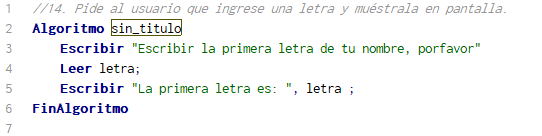 1 //14. Pide al usuario que ingrese una letra y muéstrala en pantalla.
2 Algoritmo sin_titulo
3 Escribir "Escribir la primera letra de tu nombre, porfavor"
4 Leer letra;
5 Escribir "La primera letra es: ", letra ;
6 FinAlgoritmo
7